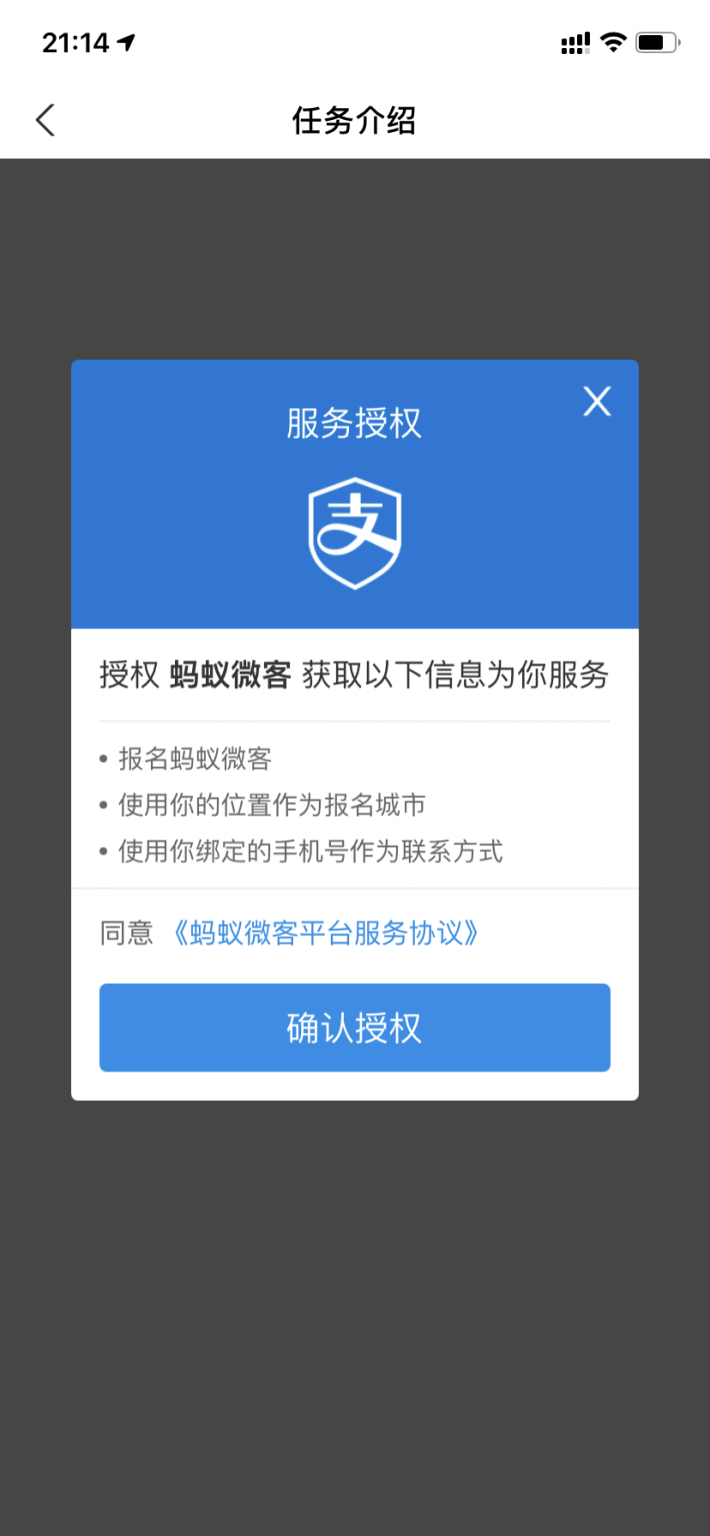 21:14
任务介绍
服务授权
支
授权 蚂蚁微客 获取以下信息为你服务
• 报名蚂蚁微客
• 使用你的位置作为报名城市
• 使用你绑定的手机号作为联系方式
同意 《蚂蚁微客平台服务协议》
确认授权